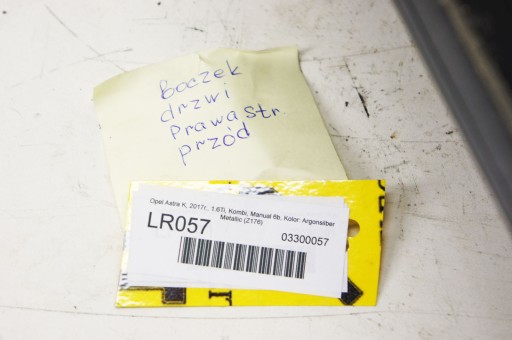 Boczek
drzwi
Prawa str.
przód
Opel Astra K, 2017r., 1.6Ti, Kombi, Manual 6b, Kolor: Argonsilber
Metallic (Z176)
LR057
03300057
r